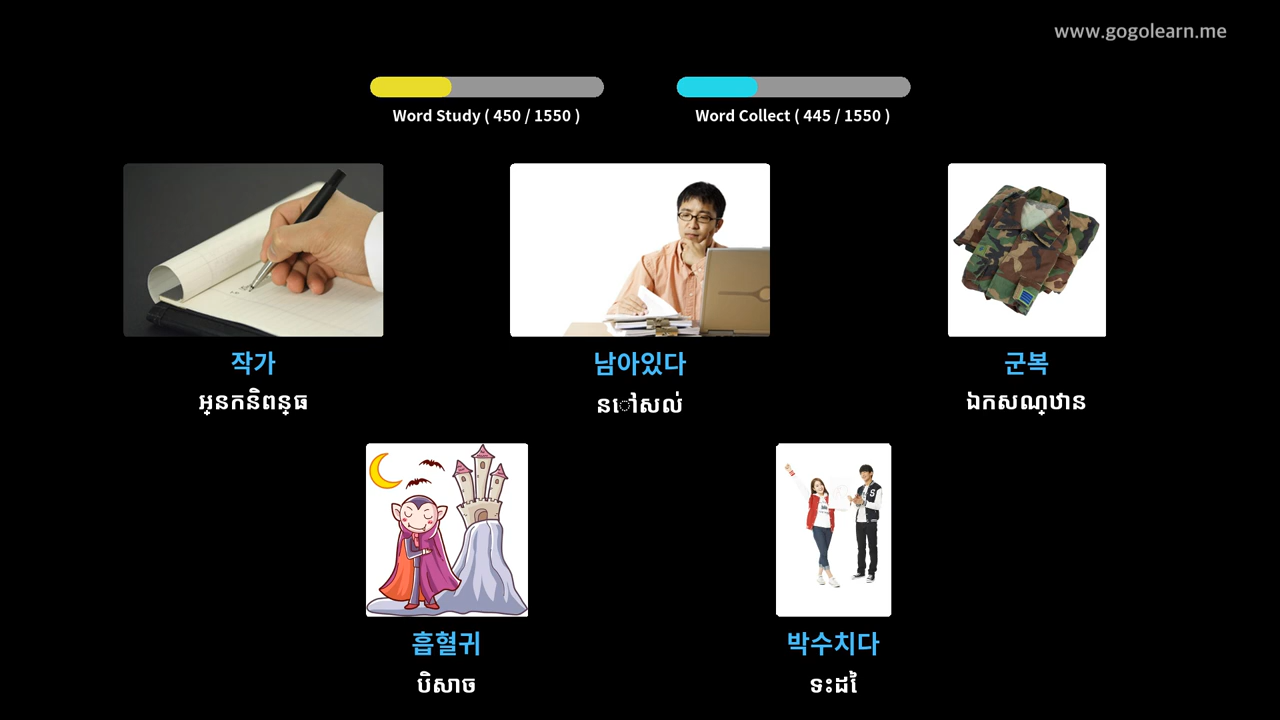 www.gogolearn.me
Word Study ( 450 / 1550 )
Word Collect ( 445 / 1550 )
작가
អ្នកនិពន្ធ
남아있다
នៅសល់
군복
ឯកសណ្ឋាន
흡혈귀
បិសាច
박수치다
ទះដៃ